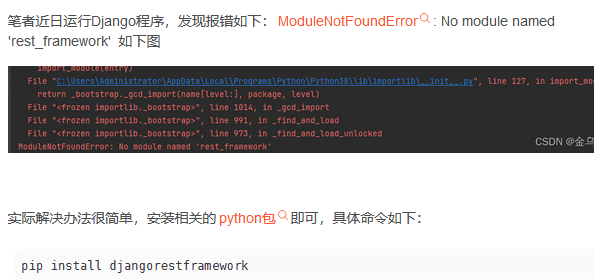 笔者近日运行Django程序，发现报错如下： ModuleNotFoundError: No module named
'rest_framework' 如下图
import_module(entry)
File "C:\Users\Administrator\AppData\Local\Programs\Python\Python38\lib\importlib\__init__.py", line 127, in import_mo
return _bootstrap._gcd_import(name[level:], package, level)
File "<frozen importlib._bootstrap>", line 1014, in _gcd_import
File "<frozen importlib._bootstrap>", line 991, in _find_and_load
File "<frozen importlib._bootstrap>", line 973, in _find_and_load_unlocked
CSDN @金乌
ModuleNotFoundError: No module named 'rest_framework'
实际解决办法很简单，安装相关的 python包即可，具体命令如下：
pip install djangorestframework